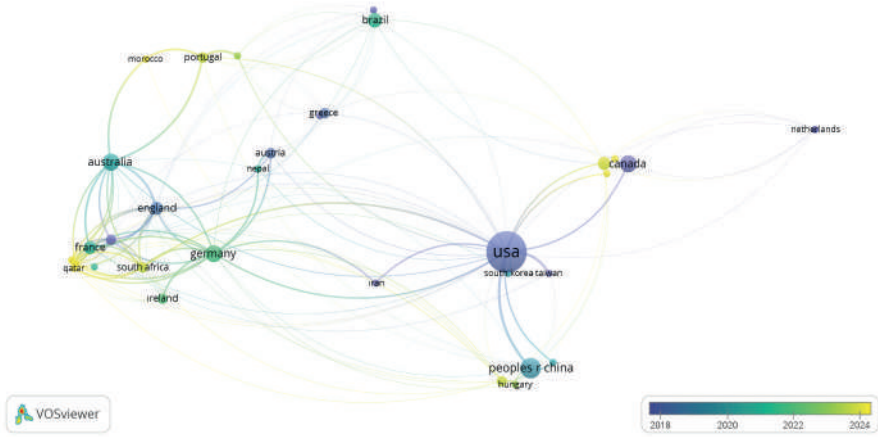 brazil
morocco
portugal
greece
netherlands
austria
australia
canada
nepal
england
france
germany
usa
qatar
south africa
south korea
taiwan
iran
ireland
peoples r china
hungary
VOSviewer
2018 2020 2022 2024